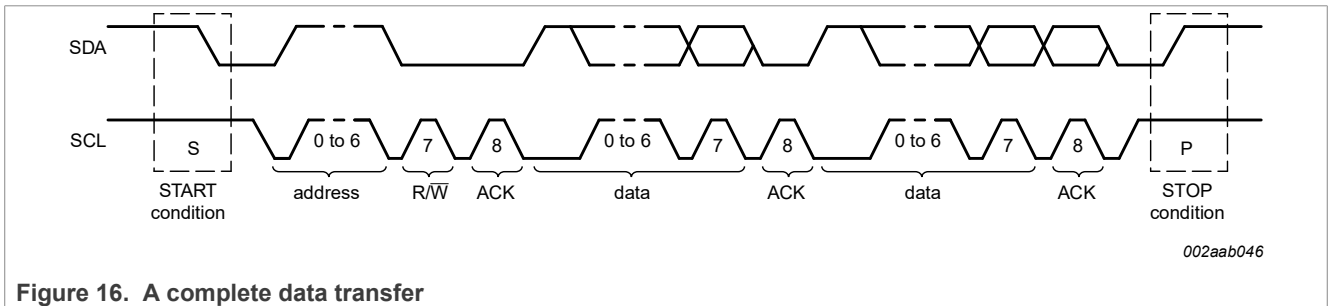 SDA
SCL
S
0 to 6
7
8
0 to 6
7
8
0 to 6
7
8
P
START
condition
address
R/W̅
ACK
data
ACK
data
ACK
STOP
condition
002aab046
Figure 16. A complete data transfer